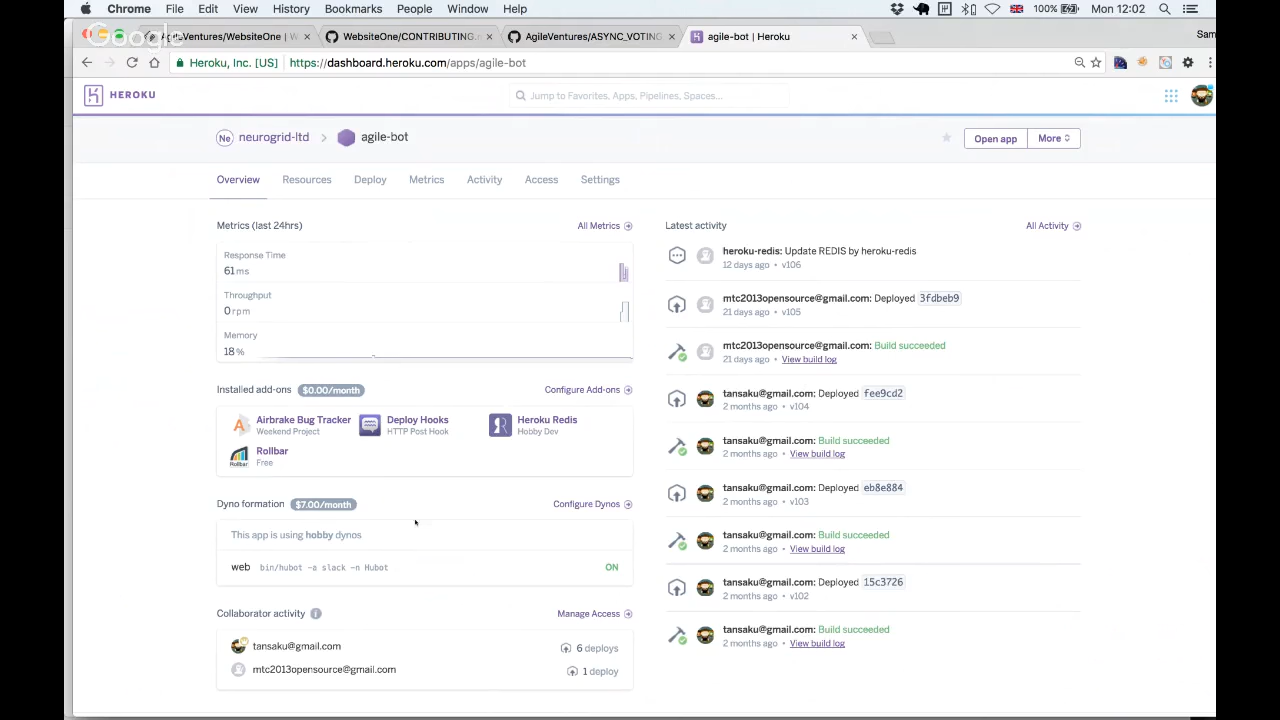 Chrome File Edit View History Bookmarks People Window Help 100% Mon 12:02
Google
AgileVentures/WebsiteOne | W
WebsiteOne/CONTRIBUTING.m
AgileVentures/ASYNC_VOTING
agile-bot | Heroku
Sam
Heroku, Inc. [US] https://dashboard.heroku.com/apps/agile-bot
HEROKU
Jump to Favorites, Apps, Pipelines, Spaces...
Ne neurogrid-ltd > agile-bot
Open app More
Overview Resources Deploy Metrics Activity Access Settings
Metrics (last 24hrs) All Metrics
Response Time
61 ms
Throughput
0 rpm
Memory
18 %
Installed add-ons $0.00/month Configure Add-ons
Airbrake Bug Tracker
Weekend Project
Deploy Hooks
HTTP Post Hook
Heroku Redis
Hobby Dev
Rollbar
Rollbar
Free
Dyno formation $7.00/month Configure Dynos
This app is using hobby dynos
web bin/hubot -a slack -n Hubot ON
Collaborator activity i Manage Access
tansaku@gmail.com 6 deploys
mtc2013opensource@gmail.com 1 deploy
Latest activity All Activity
heroku-redis: Update REDIS by heroku-redis
12 days ago • v106
mtc2013opensource@gmail.com: Deployed 3fdbeb9
21 days ago • v105
mtc2013opensource@gmail.com: Build succeeded
21 days ago • View build log
tansaku@gmail.com: Deployed fee9cd2
2 months ago • v104
tansaku@gmail.com: Build succeeded
2 months ago • View build log
tansaku@gmail.com: Deployed eb8e884
2 months ago • v103
tansaku@gmail.com: Build succeeded
2 months ago • View build log
tansaku@gmail.com: Deployed 15c3726
2 months ago • v102
tansaku@gmail.com: Build succeeded
2 months ago • View build log